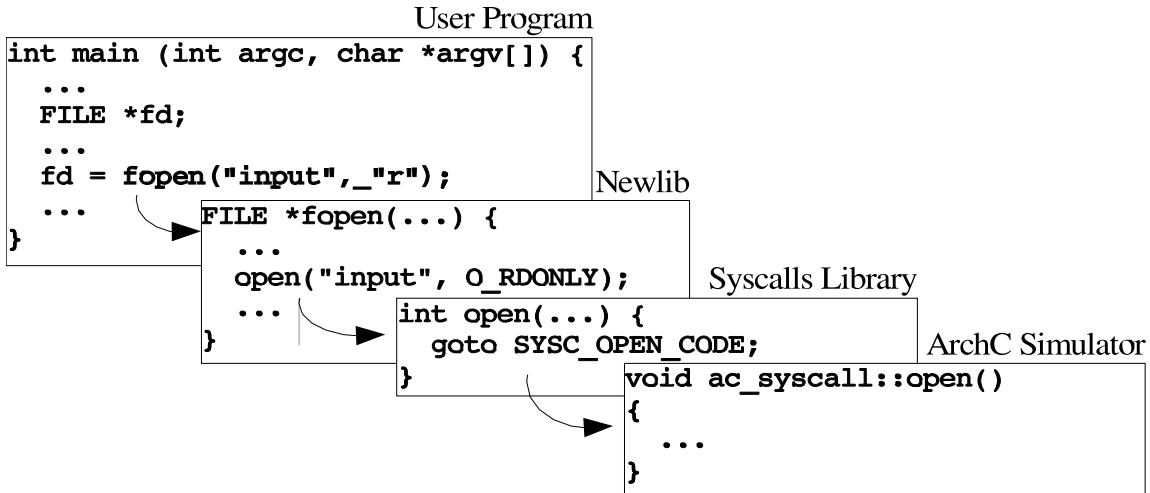 User Program
int main (int argc, char *argv[]) {
...
FILE *fd;
...
fd = fopen("input",_"r");
...
}
Newlib
FILE *fopen(...) {
...
open("input", O_RDONLY);
...
}
Syscalls Library
int open(...) {
goto SYSC_OPEN_CODE;
}
ArchC Simulator
void ac_syscall::open()
{
...
}